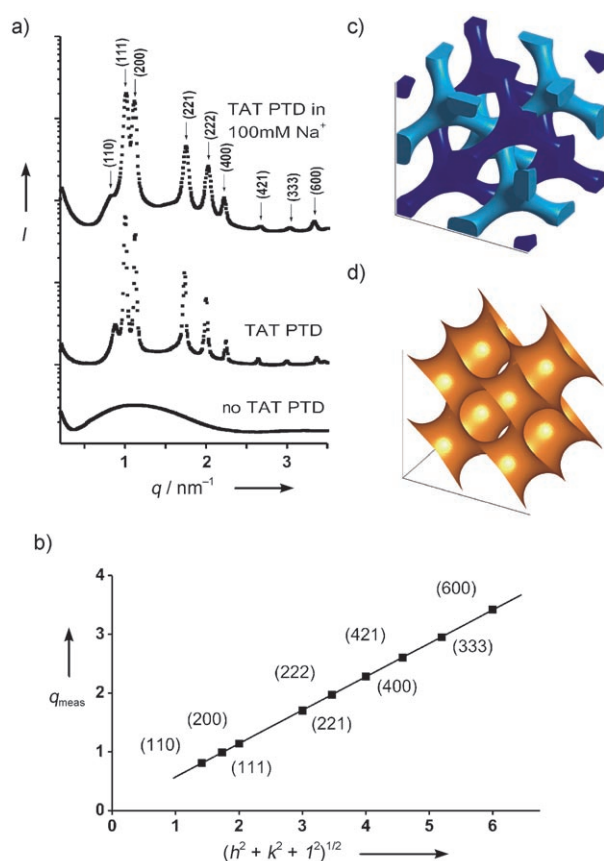 a)
(111)
(200)
(110)
(221)
(222)
(400)
(421)
(333)
(600)
TAT PTD in
100mM Na⁺
I
TAT PTD
no TAT PTD
1 2 3
q / nm⁻¹
c)
d)
b)
4
3
2
1
0
q_meas
(600)
(421)
(222)
(333)
(200)
(400)
(110)
(221)
(111)
0 1 2 3 4 5 6
(h² + k² + 1²)¹/²